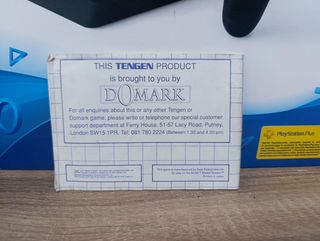 THIS TENGEN PRODUCT
is brought to you by
DOMARK
For all enquiries about this or any other Tengen or
Domark game, please write or telephone our special customer
support department at Ferry House, 51-57 Lacy Road, Putney,
London SW15 1PR. Tel: 081 780 2224 (Between 1.30 and 4.30 pm).
PlayStation.Plus